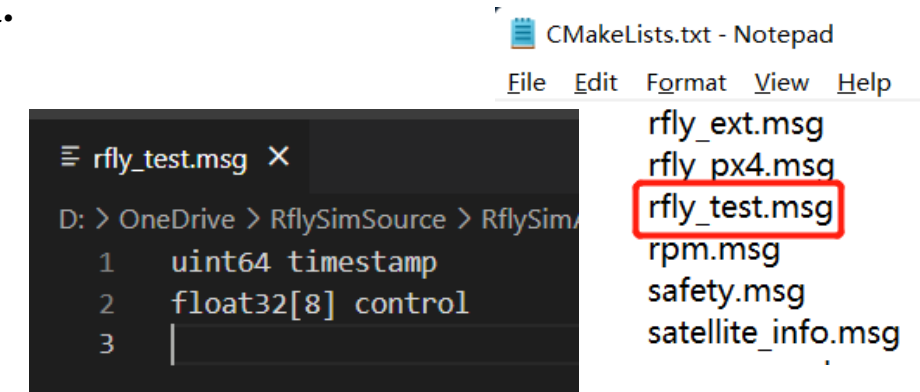 CMakeLists.txt - Notepad
File Edit Format View Help
rfly_ext.msg
rfly_px4.msg
rfly_test.msg
rpm.msg
safety.msg
satellite_info.msg
rfly_test.msg ×
D: > OneDrive > RflySimSource >
1 uint64 timestamp
2 float32[8] control
3